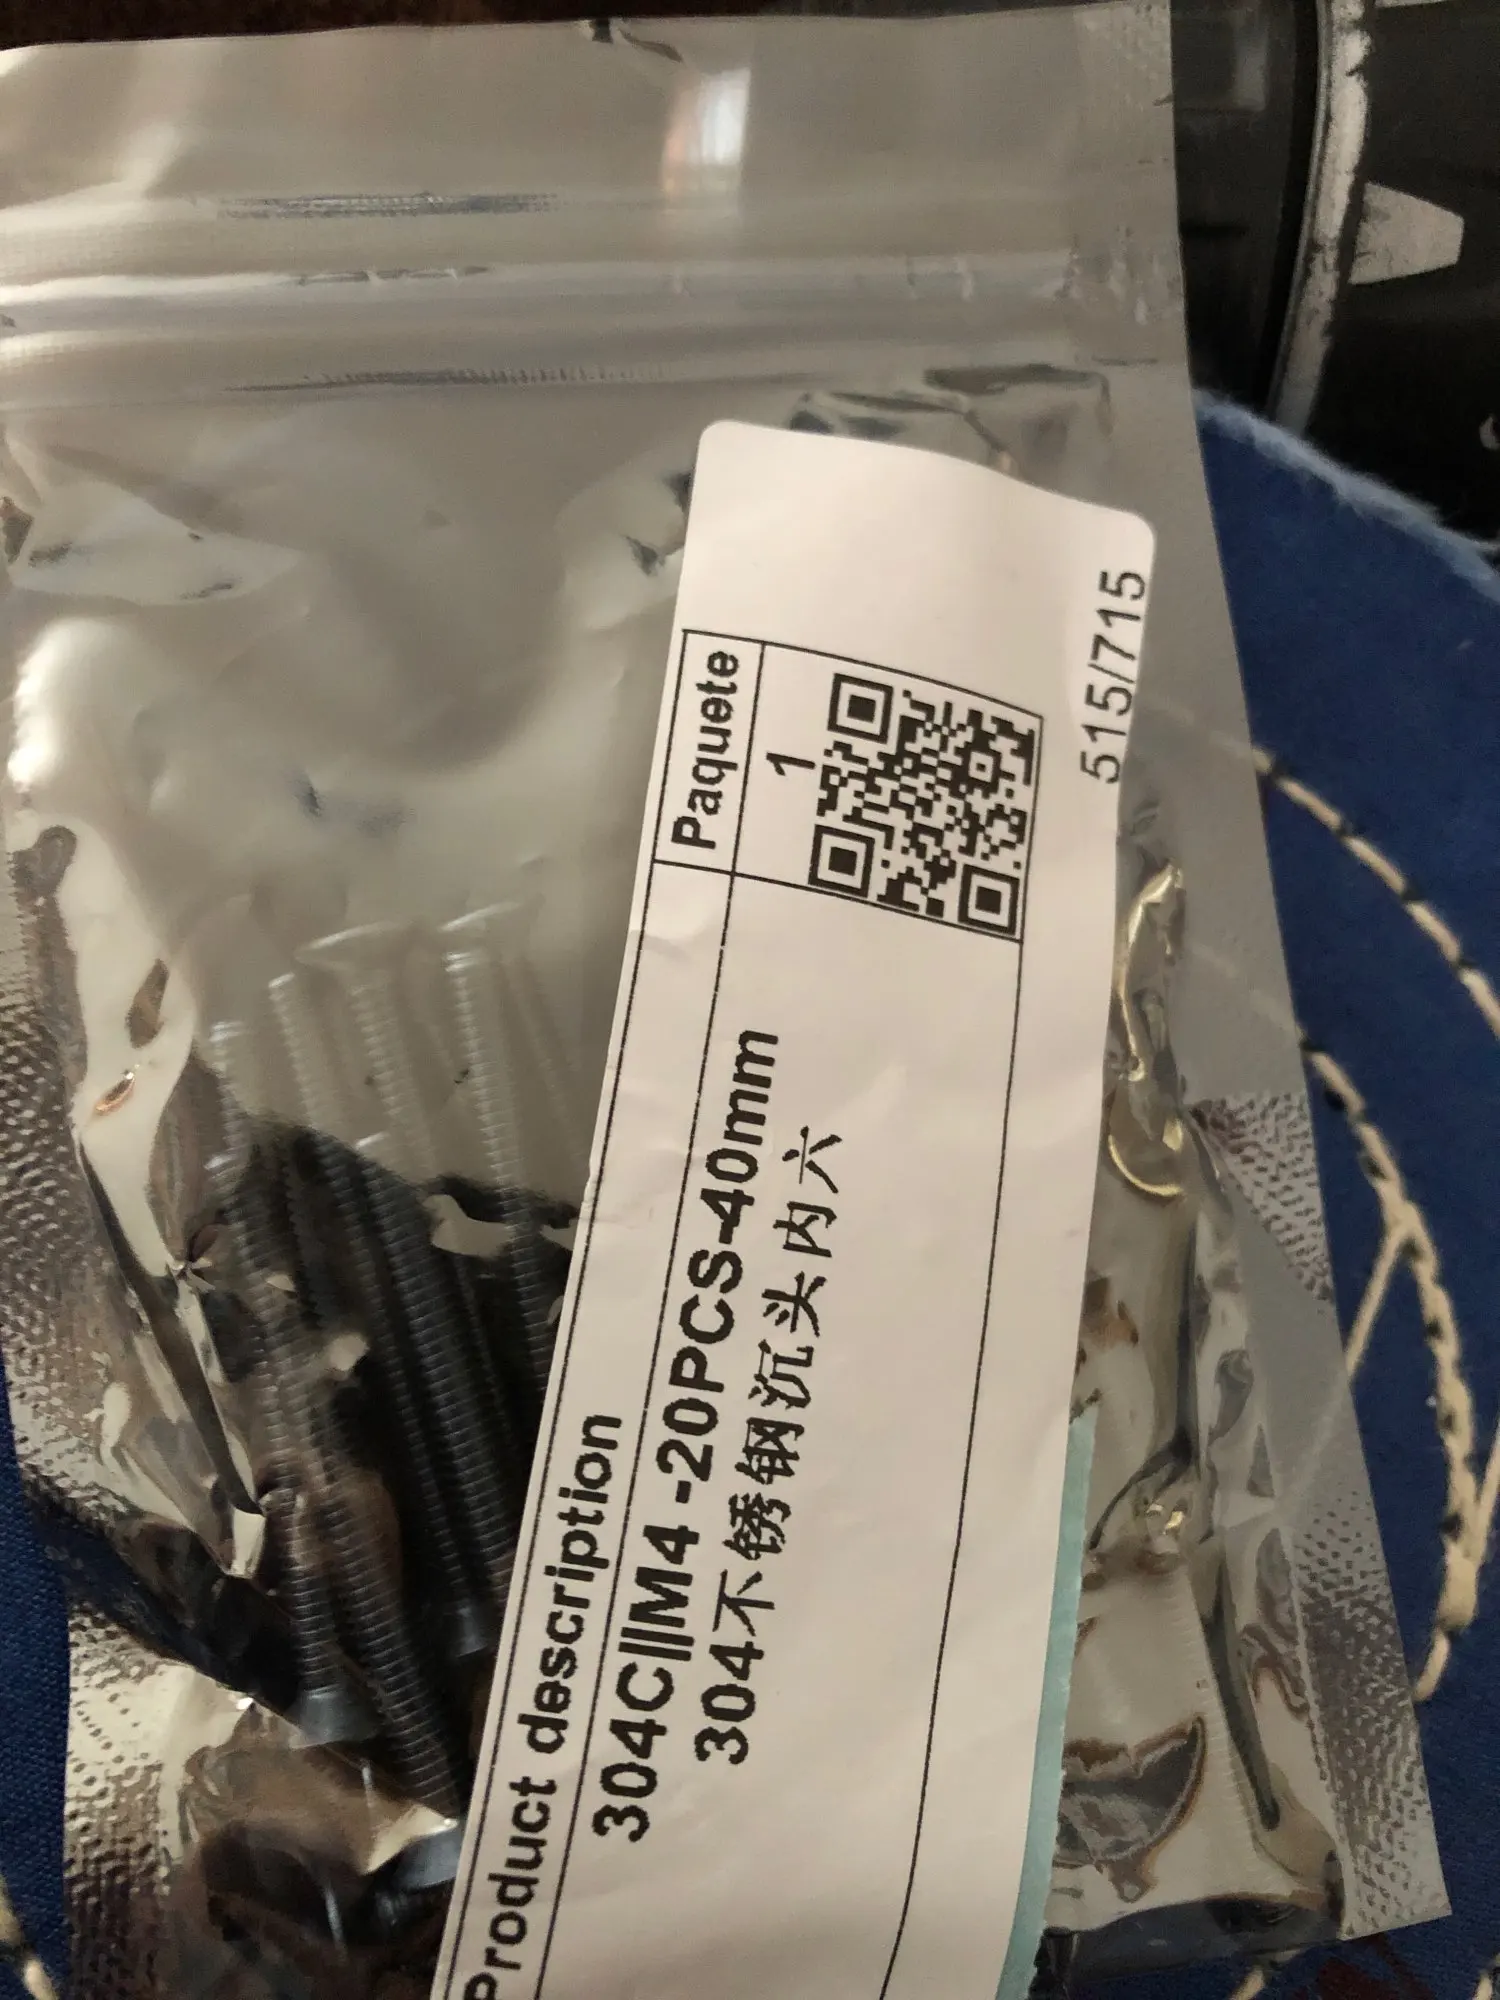 515/715
Product description
Paquete
304C||M4 -20PCS-40mm
1
304不锈钢沉头内六